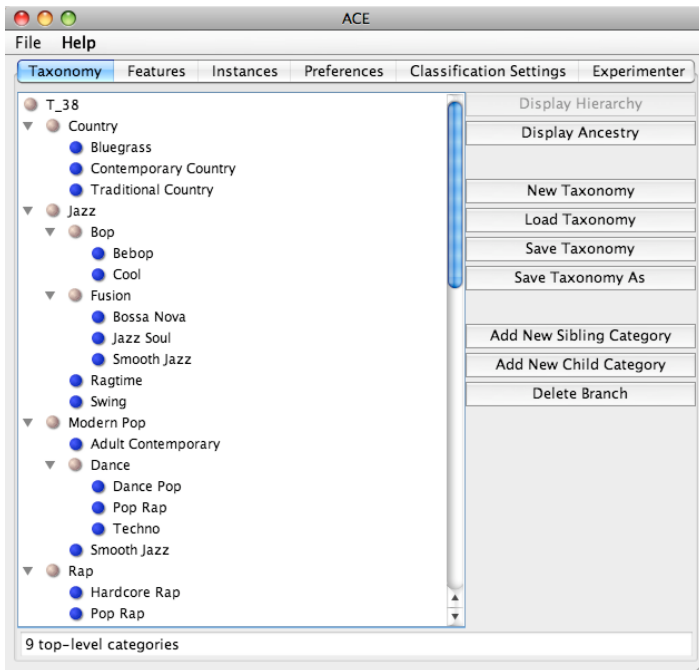 ACE
File Help
Taxonomy Features Instances Preferences Classification Settings Experimenter
T_38
Country
Bluegrass
Contemporary Country
Traditional Country
Jazz
Bop
Bebop
Cool
Fusion
Bossa Nova
Jazz Soul
Smooth Jazz
Ragtime
Swing
Modern Pop
Adult Contemporary
Dance
Dance Pop
Pop Rap
Techno
Smooth Jazz
Rap
Hardcore Rap
Pop Rap
Display Hierarchy
Display Ancestry
New Taxonomy
Load Taxonomy
Save Taxonomy
Save Taxonomy As
Add New Sibling Category
Add New Child Category
Delete Branch
9 top-level categories